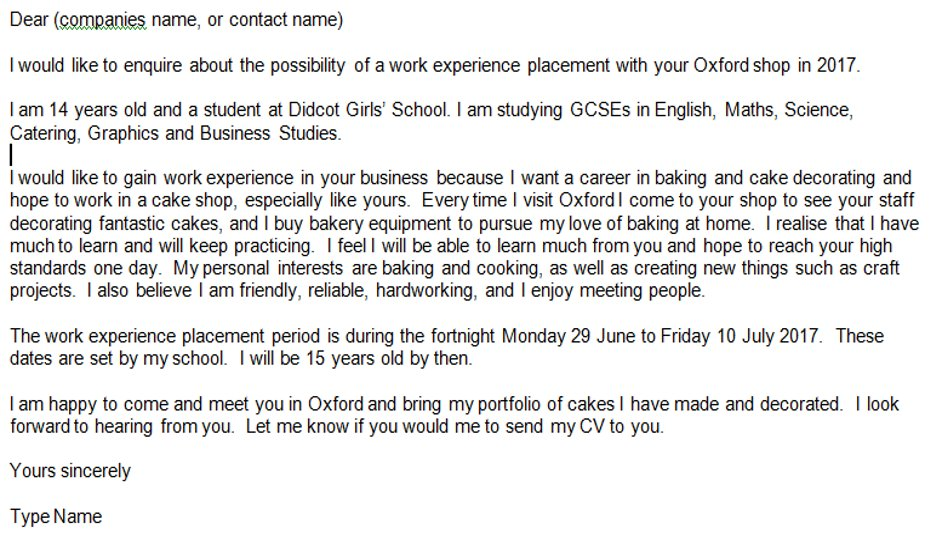 Dear (companies name, or contact name)
I would like to enquire about the possibility of a work experience placement with your Oxford shop in 2017.
I am 14 years old and a student at Didcot Girls' School. I am studying GCSEs in English, Maths, Science,
Catering, Graphics and Business Studies.
I would like to gain work experience in your business because I want a career in baking and cake decorating and
hope to work in a cake shop, especially like yours.  Every time I visit Oxford I come to your shop to see your staff
decorating fantastic cakes, and I buy bakery equipment to pursue my love of baking at home.  I realise that I have
much to learn and will keep practicing.  I feel I will be able to learn much from you and hope to reach your high
standards one day.  My personal interests are baking and cooking, as well as creating new things such as craft
projects.  I also believe I am friendly, reliable, hardworking, and I enjoy meeting people.
The work experience placement period is during the fortnight Monday 29 June to Friday 10 July 2017.  These
dates are set by my school.  I will be 15 years old by then.
I am happy to come and meet you in Oxford and bring my portfolio of cakes I have made and decorated.  I look
forward to hearing from you.  Let me know if you would me to send my CV to you.
Yours sincerely
Type Name